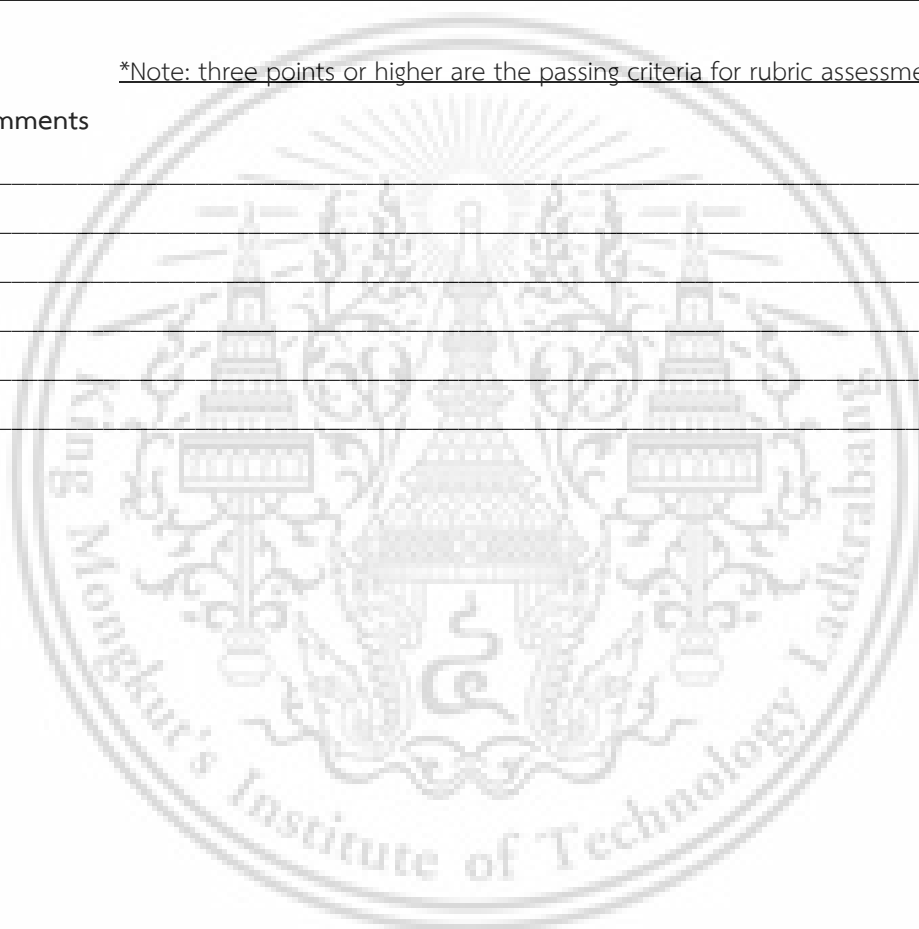 *Note: three points or higher are the passing criteria for rubric assessme
mments
King Mongkut's Institute of Technology Ladkrabang